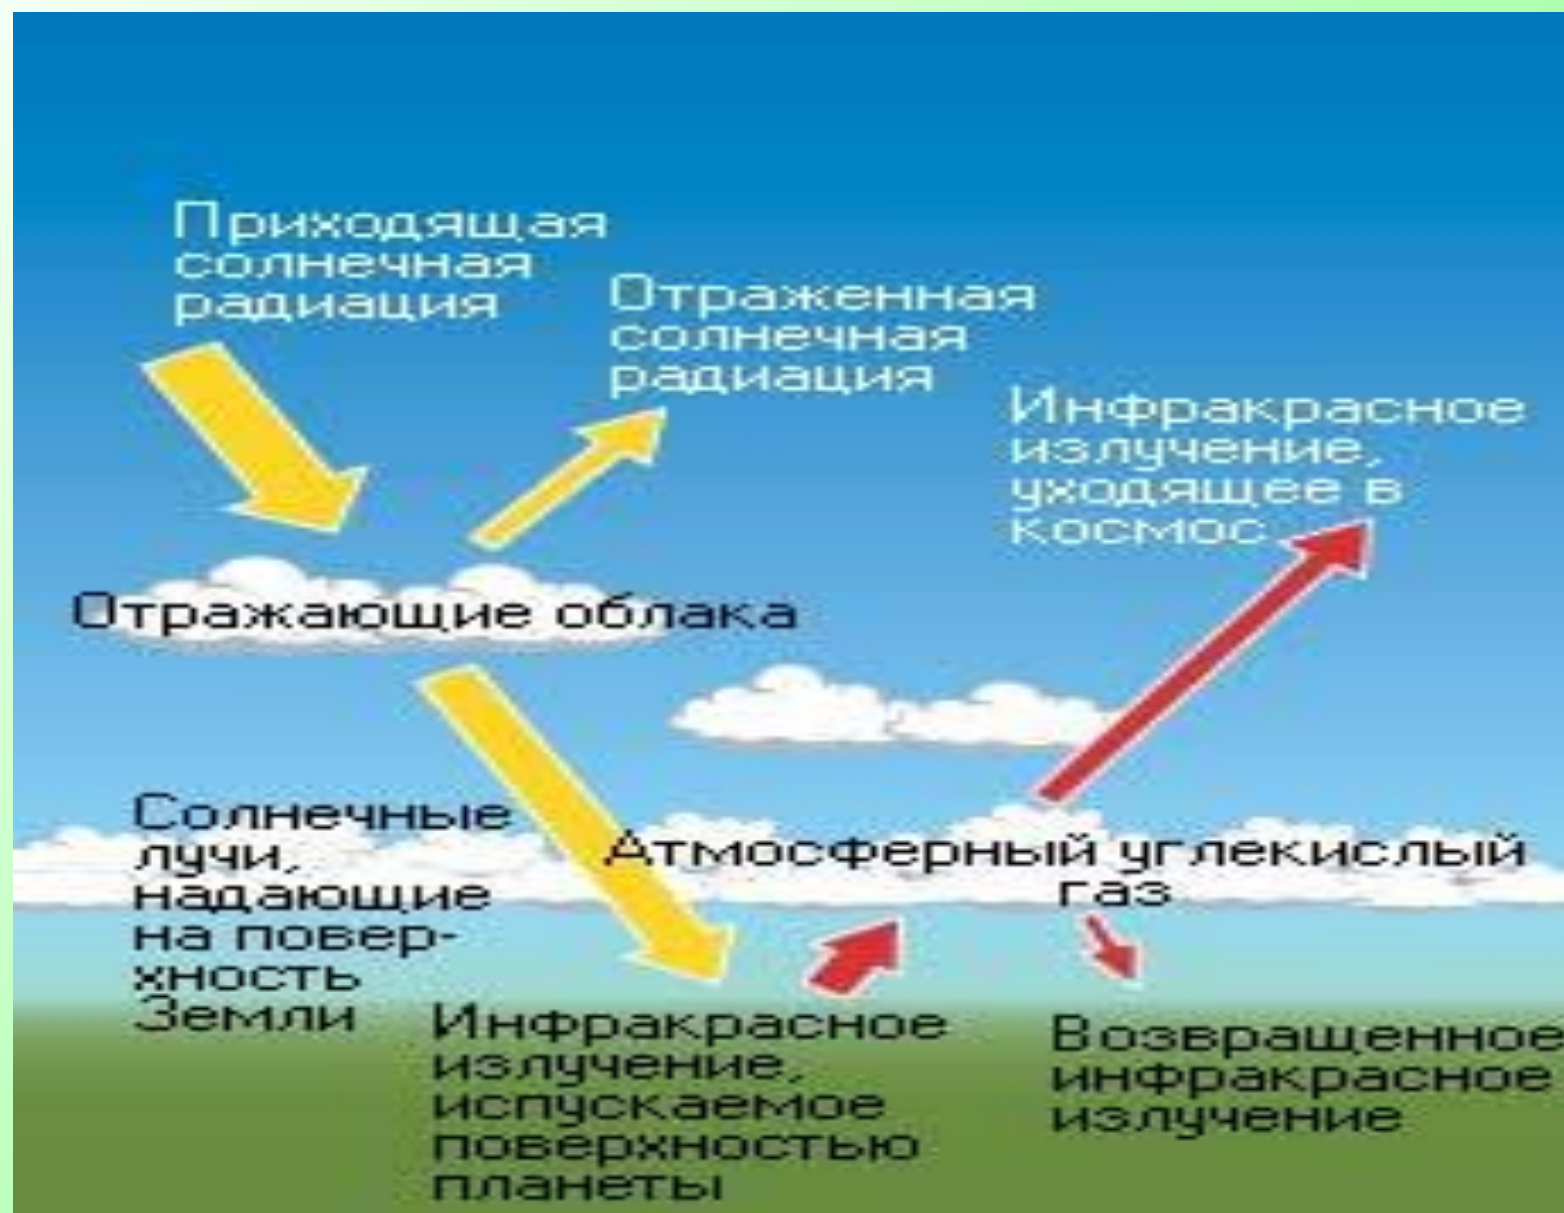 Приходящая
солнечная
радиация
Отраженная
солнечная
радиация
Инфракрасное
излучение,
уходящее в
космос
Отражающие облака
Солнечные
лучи,
надающие
на повер-
хность
Земли
Атмосферный углекислый
газ
Инфракрасное
излучение,
испускаемое
поверхностью
планеты
Возвращенное
инфракрасное
излучение